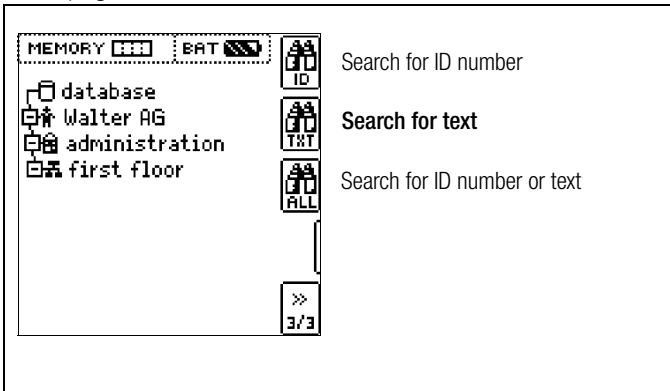 MEMORY
BAT
ID
Search for ID number
database
Walter AG
TXT
Search for text
administration
first floor
ALL
Search for ID number or text
>>
3/3